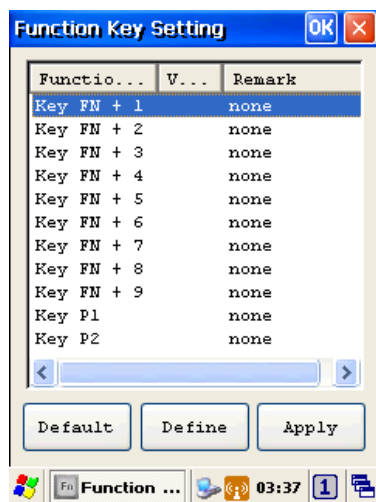 Function Key Setting OK
Functio... V... Remark
Key FN + 1 none
Key FN + 2 none
Key FN + 3 none
Key FN + 4 none
Key FN + 5 none
Key FN + 6 none
Key FN + 7 none
Key FN + 8 none
Key FN + 9 none
Key P1 none
Key P2 none
Default Define Apply
Fn Function ... 03:37 1